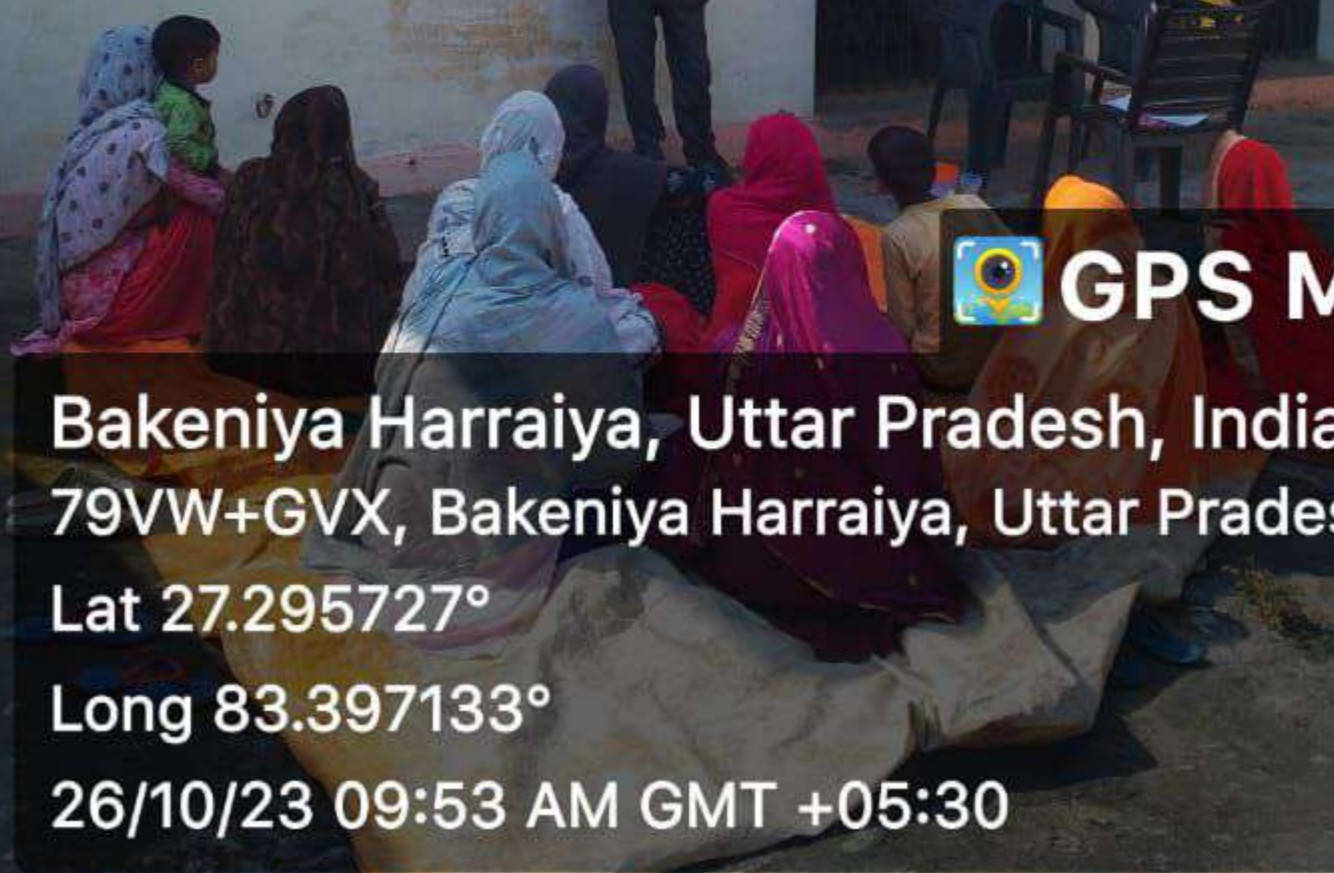 GPS M
Bakeniya Harraiya, Uttar Pradesh, India
79VW+GVX, Bakeniya Harraiya, Uttar Prades
Lat 27.295727°
Long 83.397133°
26/10/23 09:53 AM GMT +05:30